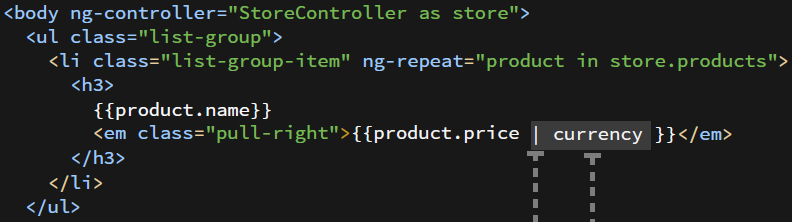 <body ng-controller="StoreController as store">
<ul class="list-group">
<li class="list-group-item" ng-repeat="product in store.products">
<h3>
{{product.name}}
<em class="pull-right">{{product.price | currency }}</em>
</h3>
</li>
</ul>